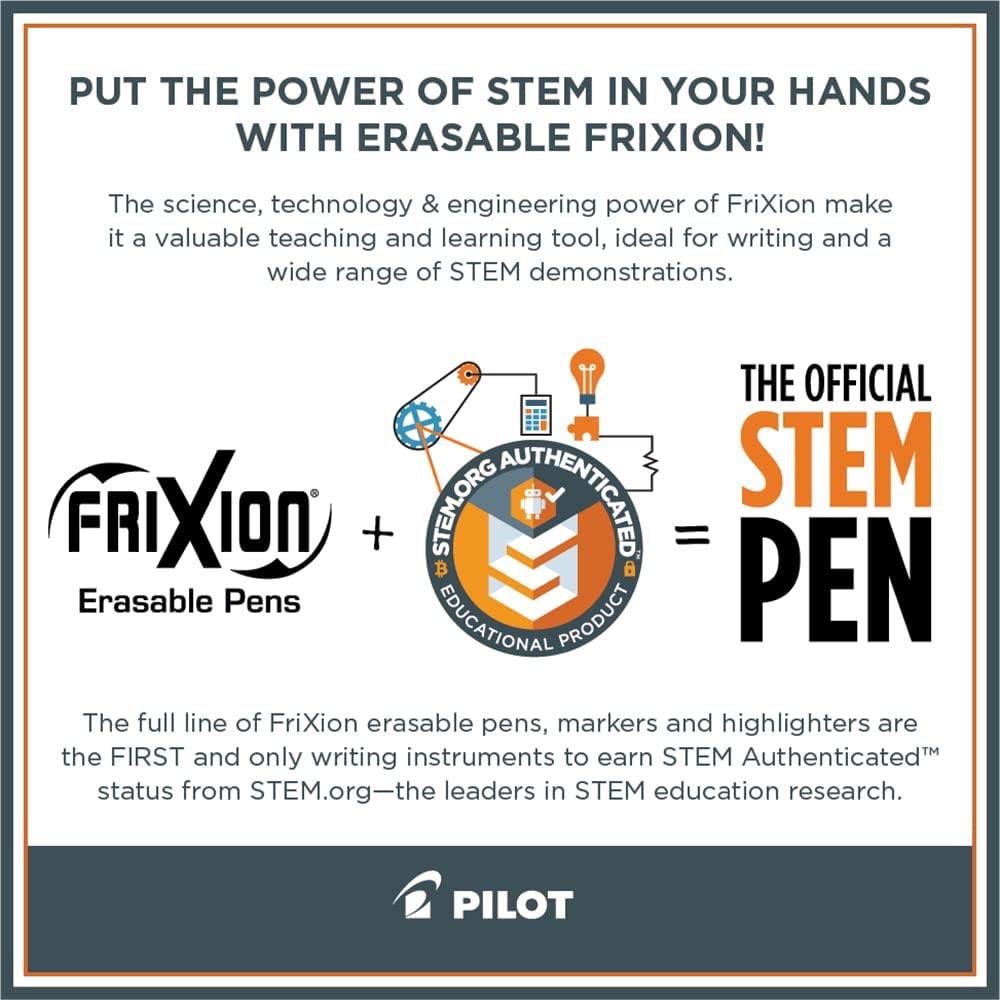 PUT THE POWER OF STEM IN YOUR HANDS
WITH ERASABLE FRIXION!
The science, technology & engineering power of FriXion make
it a valuable teaching and learning tool, ideal for writing and a
wide range of STEM demonstrations.
FRIXION®
Erasable Pens
+
STEM.ORG AUTHENTICATED™
EDUCATIONAL PRODUCT
=
THE OFFICIAL
STEM
PEN
The full line of FriXion erasable pens, markers and highlighters are
the FIRST and only writing instruments to earn STEM Authenticated™
status from STEM.org—the leaders in STEM education research.
PILOT